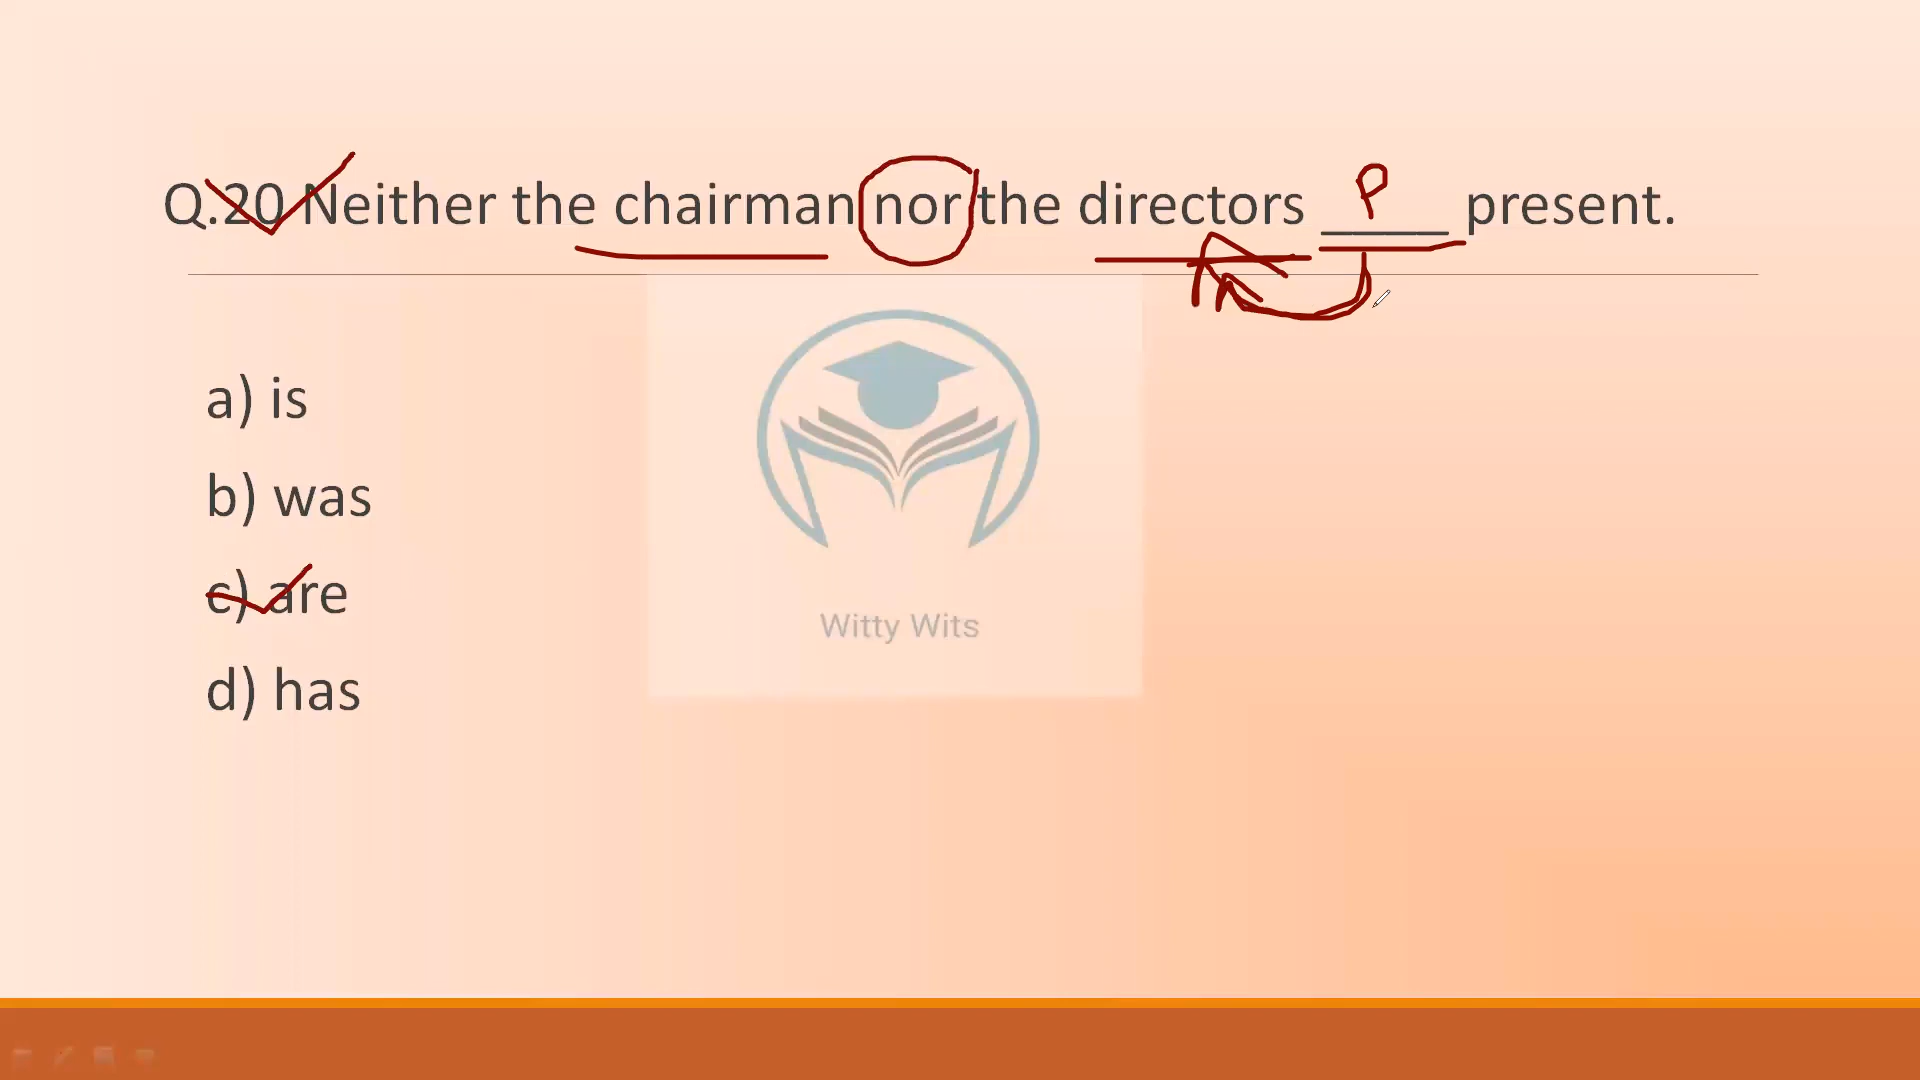 Q.20 Neither the chairman nor the directors _____ present.
P
a) is
b) was
c) are
d) has
Witty Wits